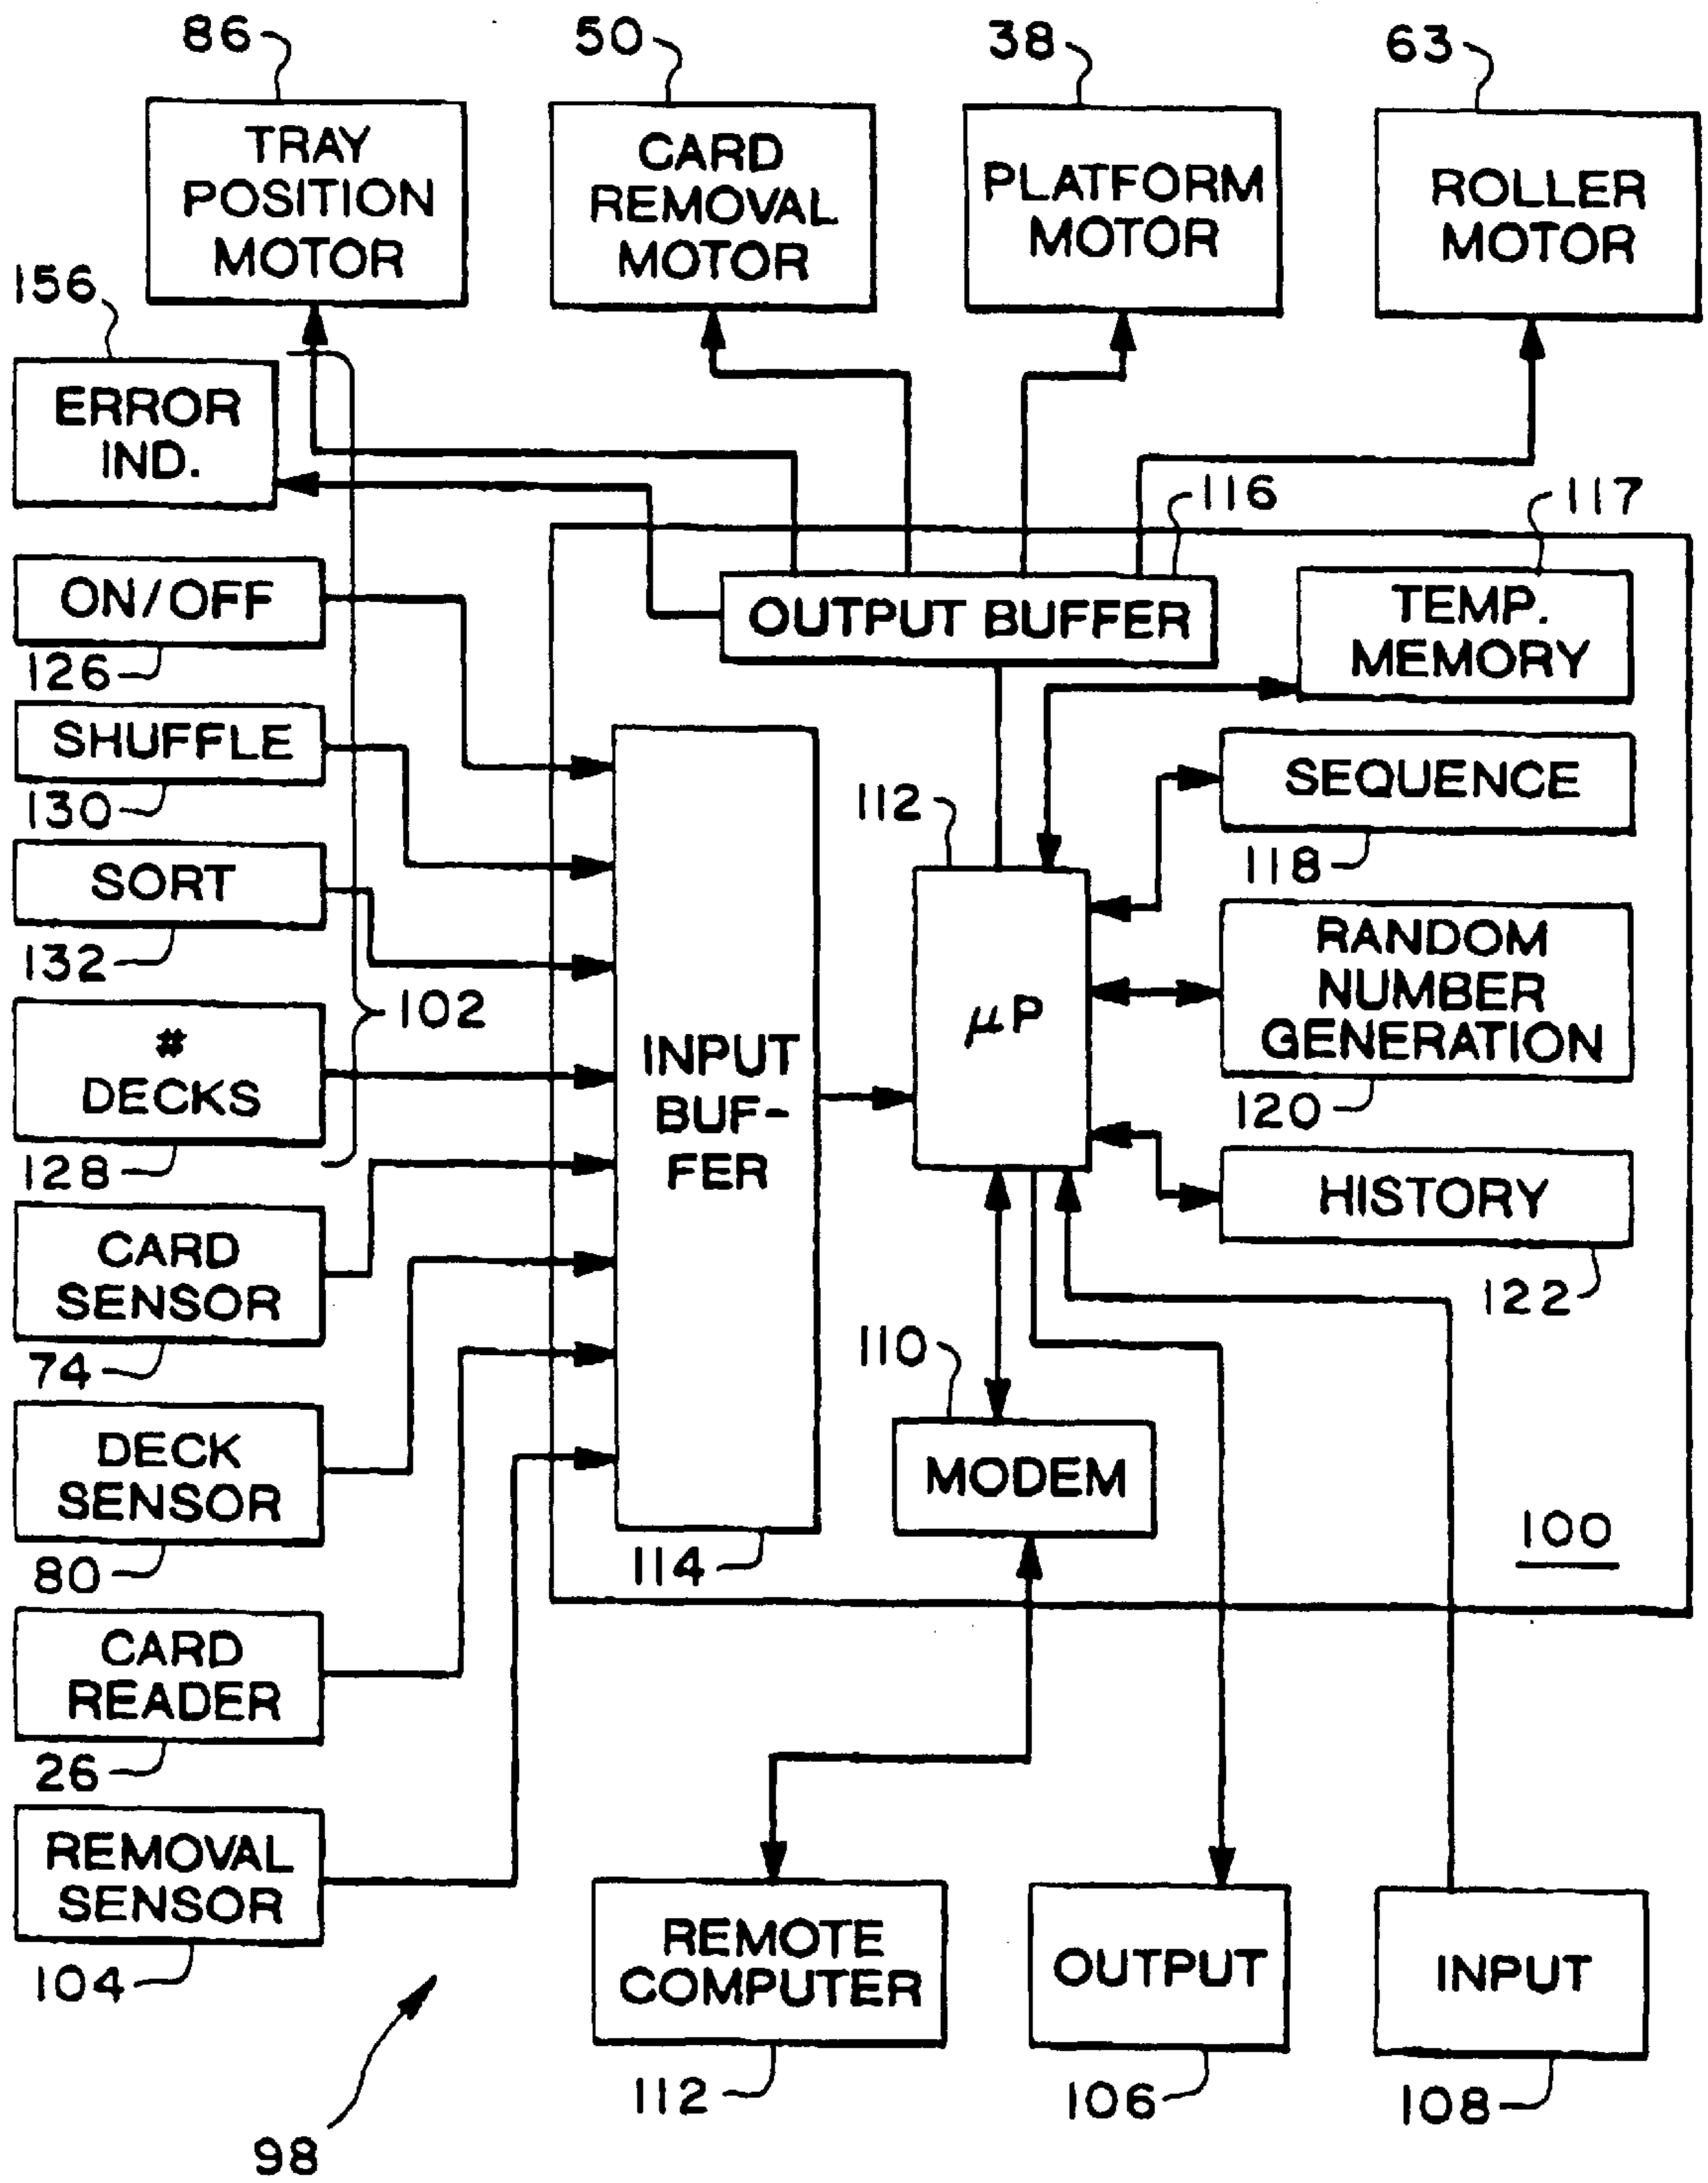 86
50
38
63
TRAY
POSITION
MOTOR
CARD
REMOVAL
MOTOR
PLATFORM
MOTOR
ROLLER
MOTOR
156
ERROR
IND.
116
117
ON/OFF
126
OUTPUT BUFFER
TEMP.
MEMORY
SHUFFLE
130
SEQUENCE
118
112
SORT
132
RANDOM
NUMBER
GENERATION
120
#
DECKS
128
102
INPUT
BUF-
FER
114
μP
HISTORY
122
CARD
SENSOR
74
110
MODEM
DECK
SENSOR
80
100
CARD
READER
26
REMOVAL
SENSOR
104
REMOTE
COMPUTER
112
OUTPUT
106
INPUT
108
98